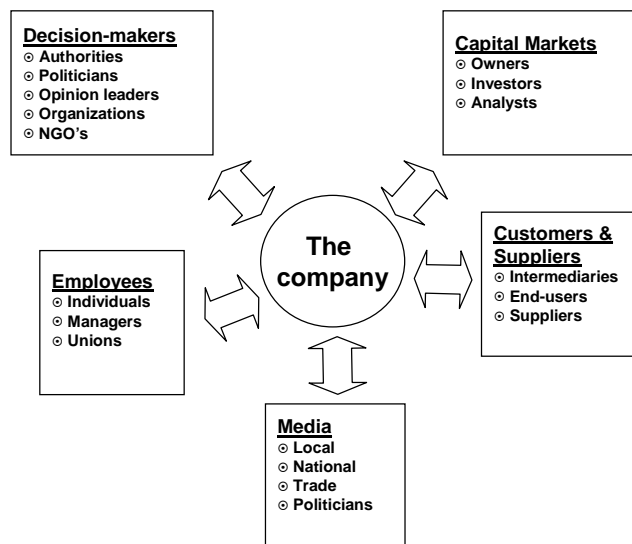 Decision-makers
☉ Authorities
☉ Politicians
☉ Opinion leaders
☉ Organizations
☉ NGO's
Capital Markets
☉ Owners
☉ Investors
☉ Analysts
The
company
Customers &
Suppliers
☉ Intermediaries
☉ End-users
☉ Suppliers
Employees
☉ Individuals
☉ Managers
☉ Unions
Media
☉ Local
☉ National
☉ Trade
☉ Politicians